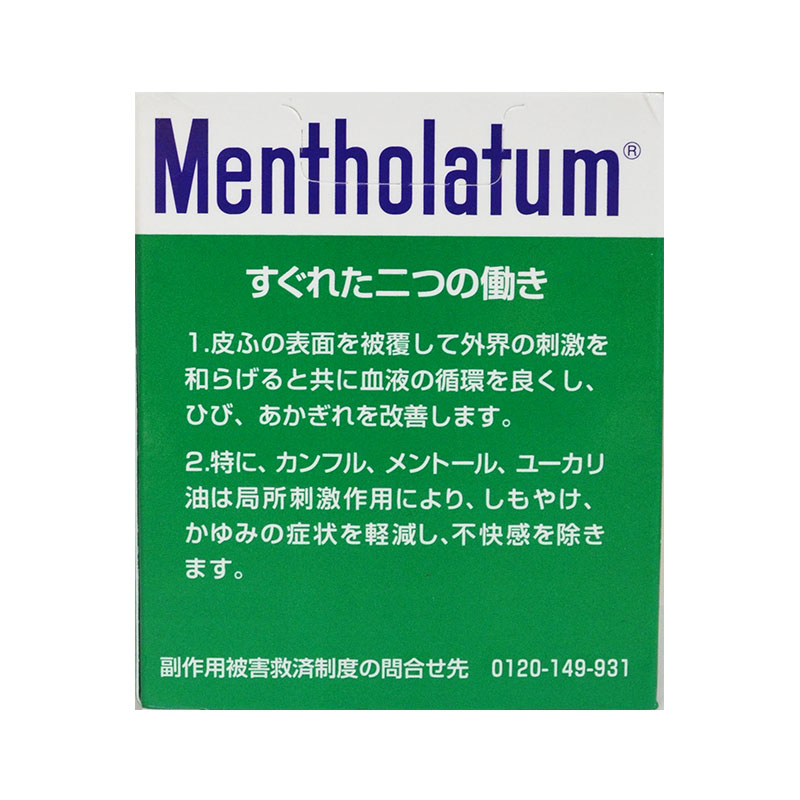 Mentholatum®
すぐれた二つの働き
1.皮ふの表面を被覆して外界の刺激を
和らげると共に血液の循環を良くし、
ひび、あかぎれを改善します。
2.特に、カンフル、メントール、ユーカリ
油は局所刺激作用により、しもやけ、
かゆみの症状を軽減し、不快感を除き
ます。
副作用被害救済制度の問合せ先 0120-149-931